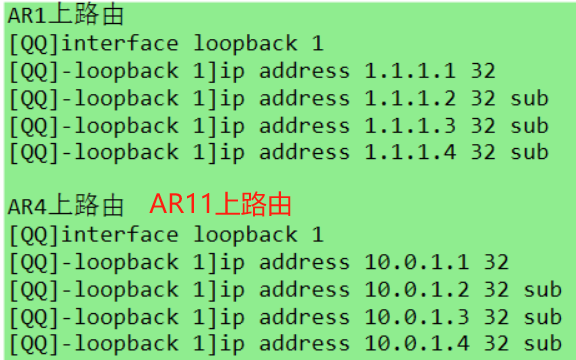 AR1上路由
[QQ]interface loopback 1
[QQ]-loopback 1]ip address 1.1.1.1 32
[QQ]-loopback 1]ip address 1.1.1.2 32 sub
[QQ]-loopback 1]ip address 1.1.1.3 32 sub
[QQ]-loopback 1]ip address 1.1.1.4 32 sub
AR4上路由 AR11上路由
[QQ]interface loopback 1
[QQ]-loopback 1]ip address 10.0.1.1 32
[QQ]-loopback 1]ip address 10.0.1.2 32 sub
[QQ]-loopback 1]ip address 10.0.1.3 32 sub
[QQ]-loopback 1]ip address 10.0.1.4 32 sub